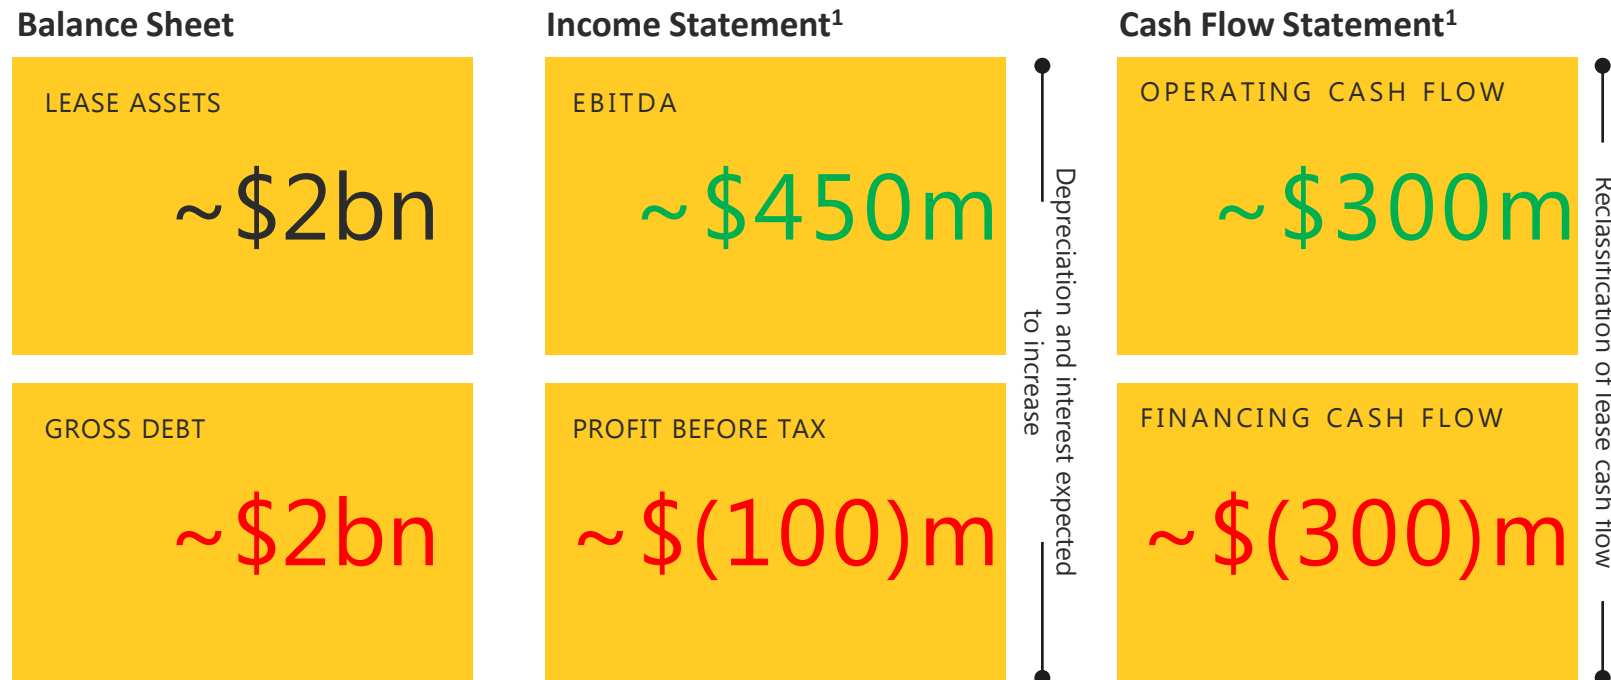 Balance Sheet
LEASE ASSETS
~$2bn
GROSS DEBT
~$2bn
Income Statement¹
EBITDA
~$450m
PROFIT BEFORE TAX
~$(100)m
Depreciation and interest expected
to increase
Cash Flow Statement¹
OPERATING CASH FLOW
~$300m
FINANCING CASH FLOW
~$(300)m
Reclassification of lease cash flow